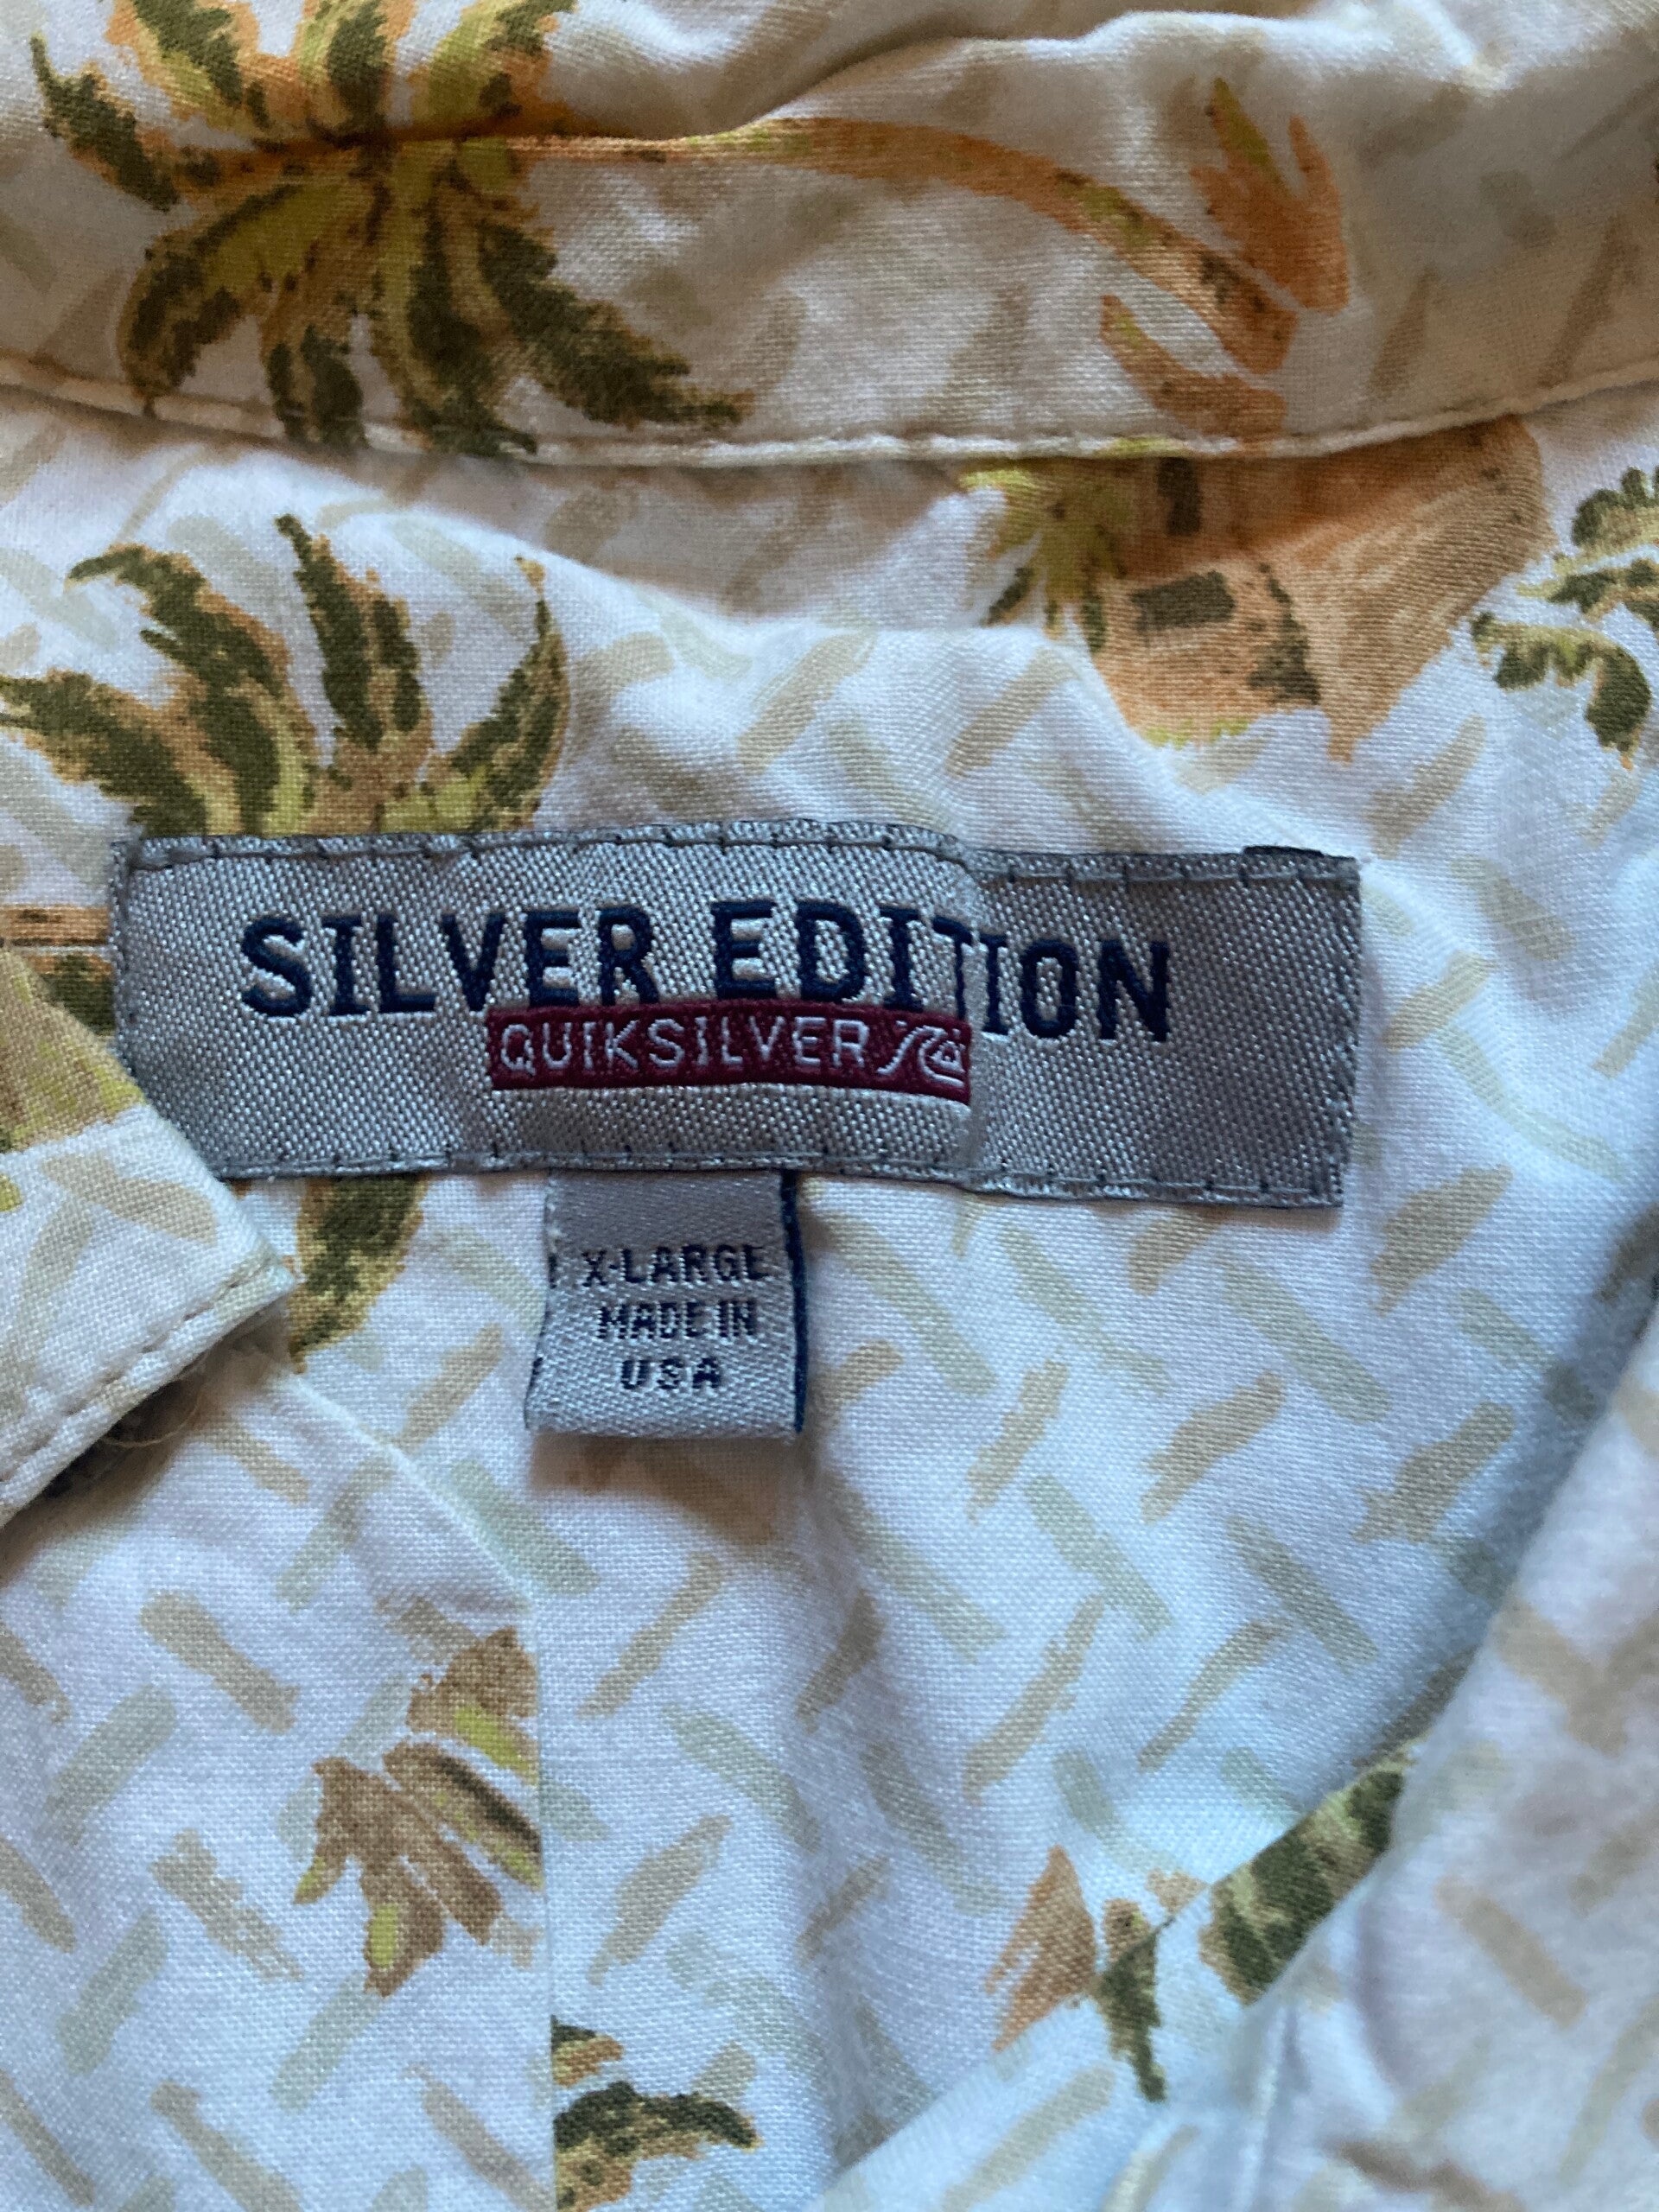 SILVER EDITION
QUIKSILVER
X-LARGE
MADE IN
USA